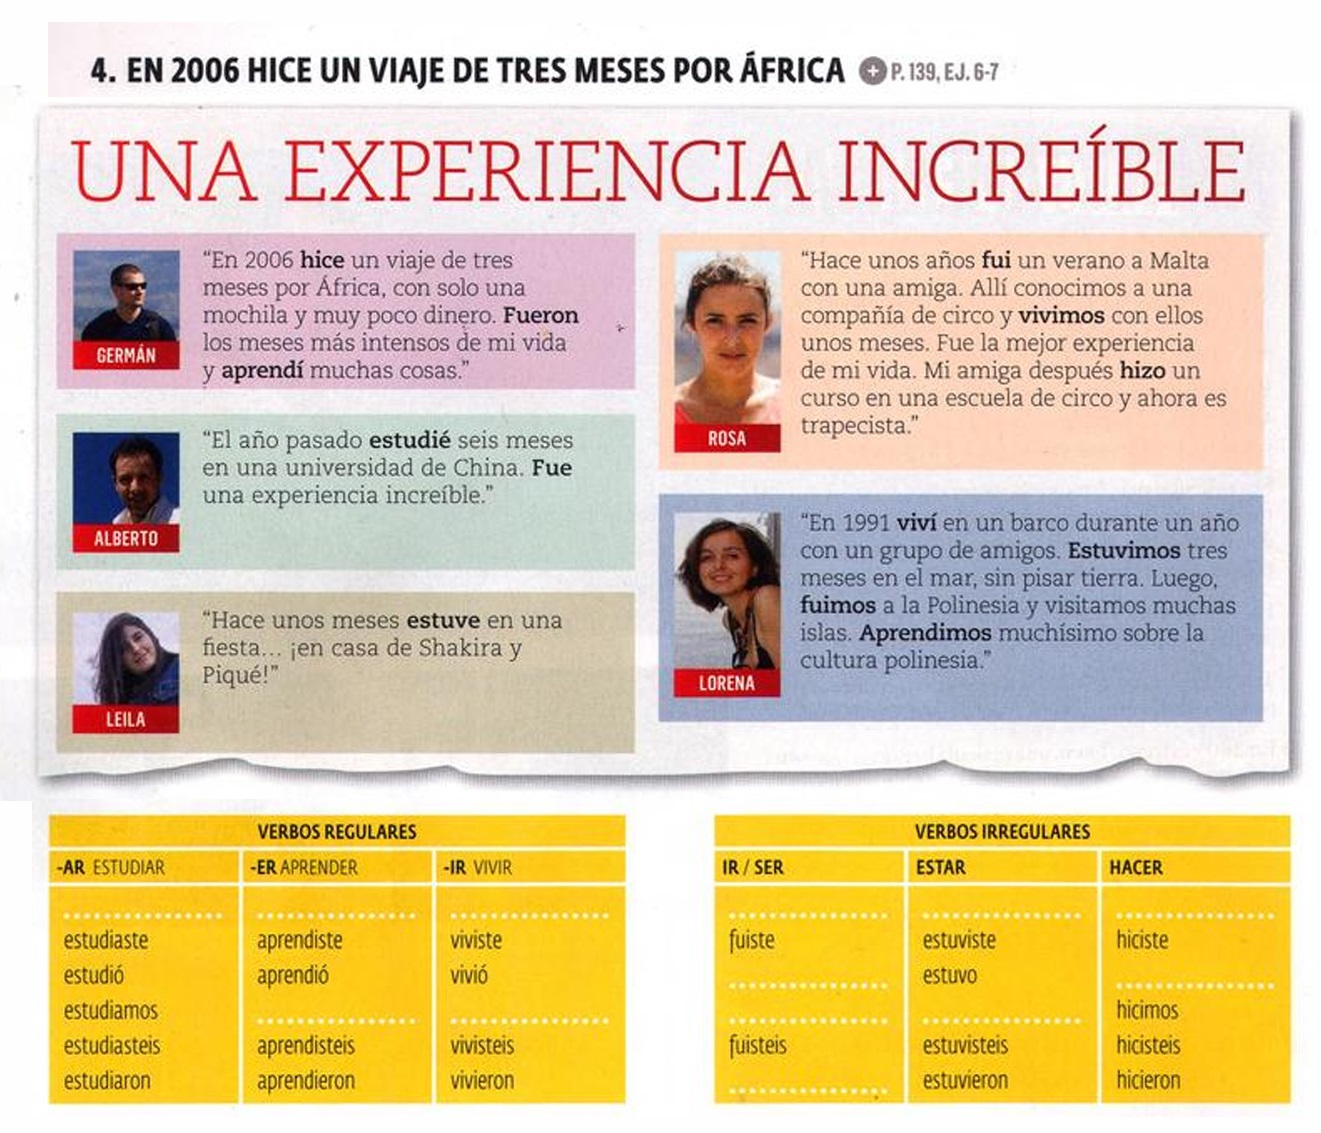 4. EN 2006 HICE UN VIAJE DE TRES MESES POR ÁFRICA + P. 139, EJ. 6-7
UNA EXPERIENCIA INCREÍBLE
“En 2006 hice un viaje de tres
meses por África, con solo una
mochila y muy poco dinero. Fueron
los meses más intensos de mi vida
y aprendí muchas cosas.”
GERMÁN
“El año pasado estudié seis meses
en una universidad de China. Fue
una experiencia increíble.”
ALBERTO
“Hace unos meses estuve en una
fiesta... ¡en casa de Shakira y
Piqué!”
LEILA
“Hace unos años fui un verano a Malta
con una amiga. Allí conocimos a una
compañía de circo y vivimos con ellos
unos meses. Fue la mejor experiencia
de mi vida. Mi amiga después hizo un
curso en una escuela de circo y ahora es
trapecista.”
ROSA
“En 1991 viví en un barco durante un año
con un grupo de amigos. Estuvimos tres
meses en el mar, sin pisar tierra. Luego,
fuimos a la Polinesia y visitamos muchas
islas. Aprendimos muchísimo sobre la
cultura polinesia.”
LORENA
VERBOS REGULARES
-AR ESTUDIAR -ER APRENDER -IR VIVIR
estudiaste aprendiste viviste
estudió aprendió vivió
estudiamos
estudiasteis aprendisteis vivisteis
estudiaron aprendieron vivieron
VERBOS IRREGULARES
IR / SER ESTAR HACER
fuiste estuviste hiciste
estuvo
hicimos
fuisteis estuvisteis hicisteis
estuvieron hicieron